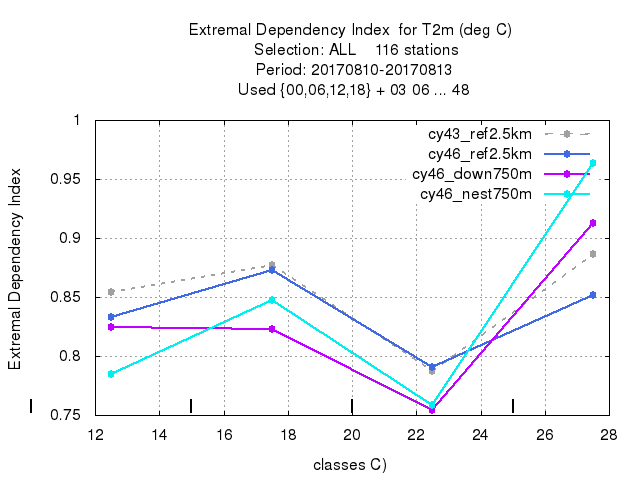 Extremal Dependency Index  for T2m (deg C)
Selection: ALL    116 stations
Period: 20170810-20170813
Used {00,06,12,18} + 03 06 ... 48
Extremal Dependency Index
1
0.95
0.9
0.85
0.8
0.75
cy43_ref2.5km
cy46_ref2.5km
cy46_down750m
cy46_nest750m
12 14 16 18 20 22 24 26 28
classes C)